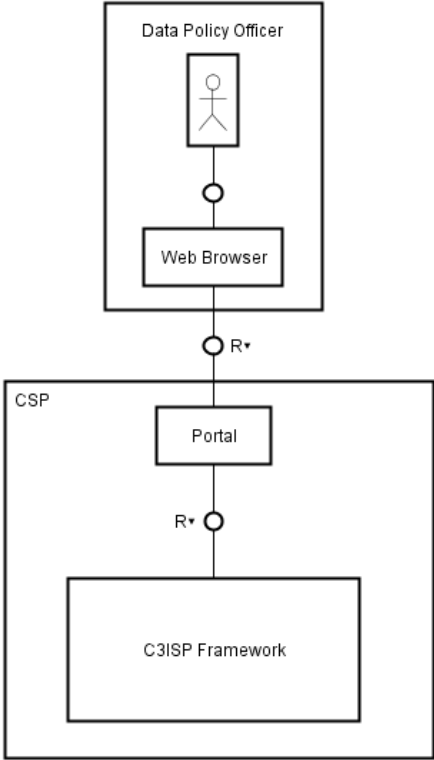 Data Policy Officer
Web Browser
R▾
CSP
Portal
R▾
C3ISP Framework